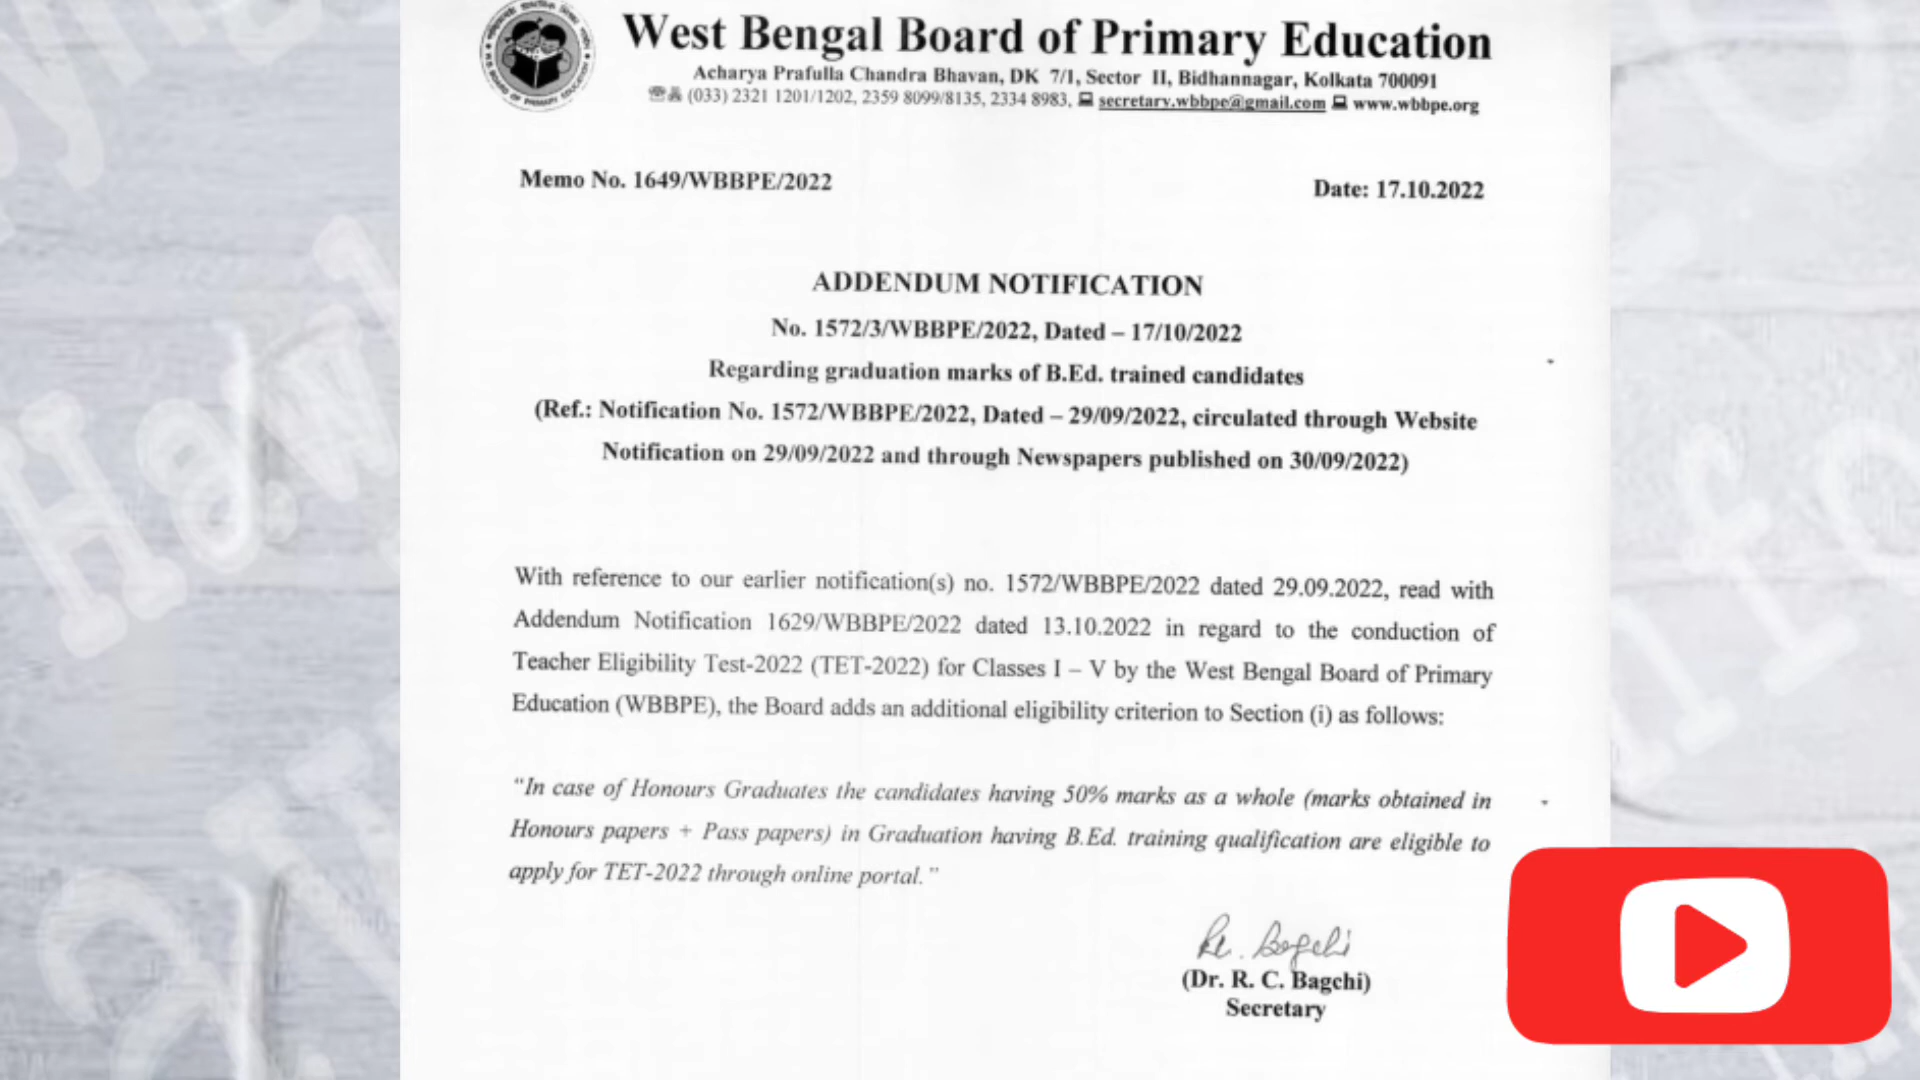 West Bengal Board of Primary Education
Acharya Prafulla Chandra Bhavan, DK 7/1, Sector II, Bidhannagar, Kolkata 700091
(033) 2321 1201/1202, 2359 8099/8135, 2334 8983, secretary.wbbpe@gmail.com www.wbbpe.org
Memo No. 1649/WBBPE/2022
Date: 17.10.2022
ADDENDUM NOTIFICATION
No. 1572/3/WBBPE/2022, Dated – 17/10/2022
Regarding graduation marks of B.Ed. trained candidates
(Ref.: Notification No. 1572/WBBPE/2022, Dated – 29/09/2022, circulated through Website
Notification on 29/09/2022 and through Newspapers published on 30/09/2022)
With reference to our earlier notification(s) no. 1572/WBBPE/2022 dated 29.09.2022, read with
Addendum Notification 1629/WBBPE/2022 dated 13.10.2022 in regard to the conduction of
Teacher Eligibility Test-2022 (TET-2022) for Classes I – V by the West Bengal Board of Primary
Education (WBBPE), the Board adds an additional eligibility criterion to Section (i) as follows:
“In case of Honours Graduates the candidates having 50% marks as a whole (marks obtained in
Honours papers + Pass papers) in Graduation having B.Ed. training qualification are eligible to
apply for TET-2022 through online portal.”
(Dr. R. C. Bagchi)
Secretary